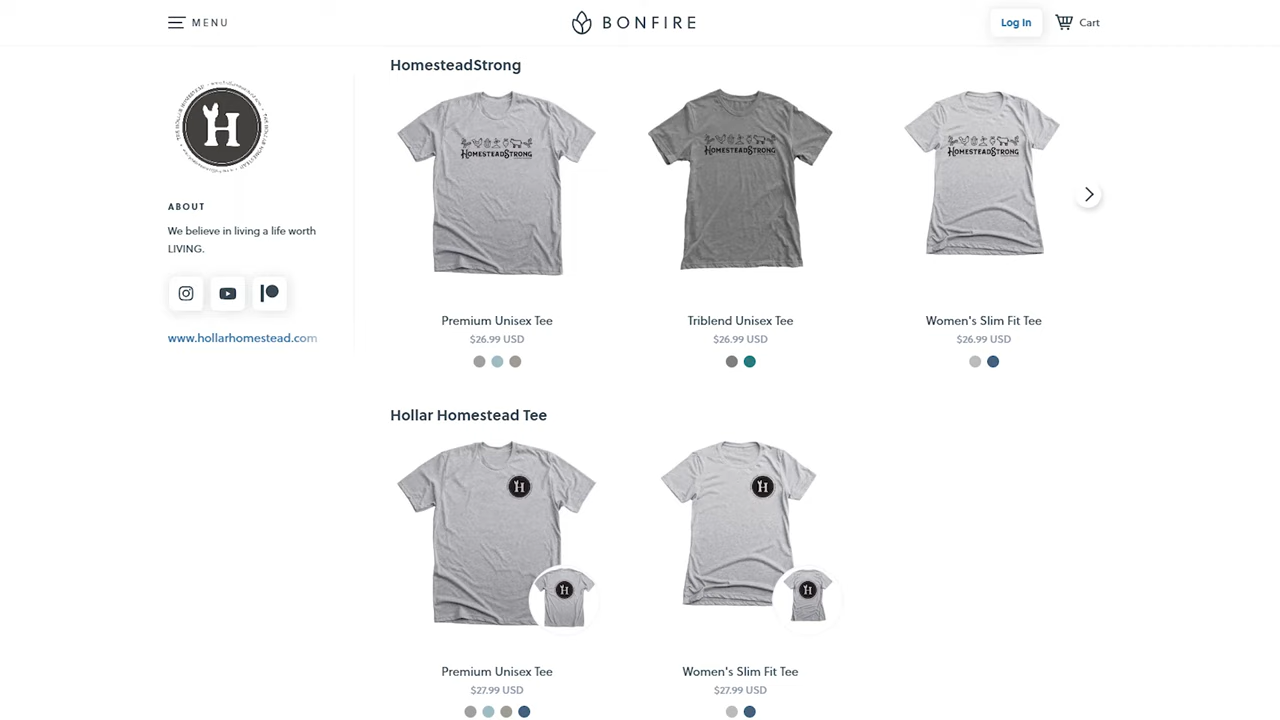 MENU
BONFIRE
Log In
Cart
H
ABOUT
We believe in living a life worth
LIVING.
www.hollarhomestead.com
HomesteadStrong
HOMESTEADSTRONG
HOMESTEADSTRONG
HOMESTEADSTRONG
Premium Unisex Tee
$26.99 USD
Triblend Unisex Tee
$26.99 USD
Women's Slim Fit Tee
$26.99 USD
Hollar Homestead Tee
H
H
H
H
Premium Unisex Tee
$27.99 USD
Women's Slim Fit Tee
$27.99 USD